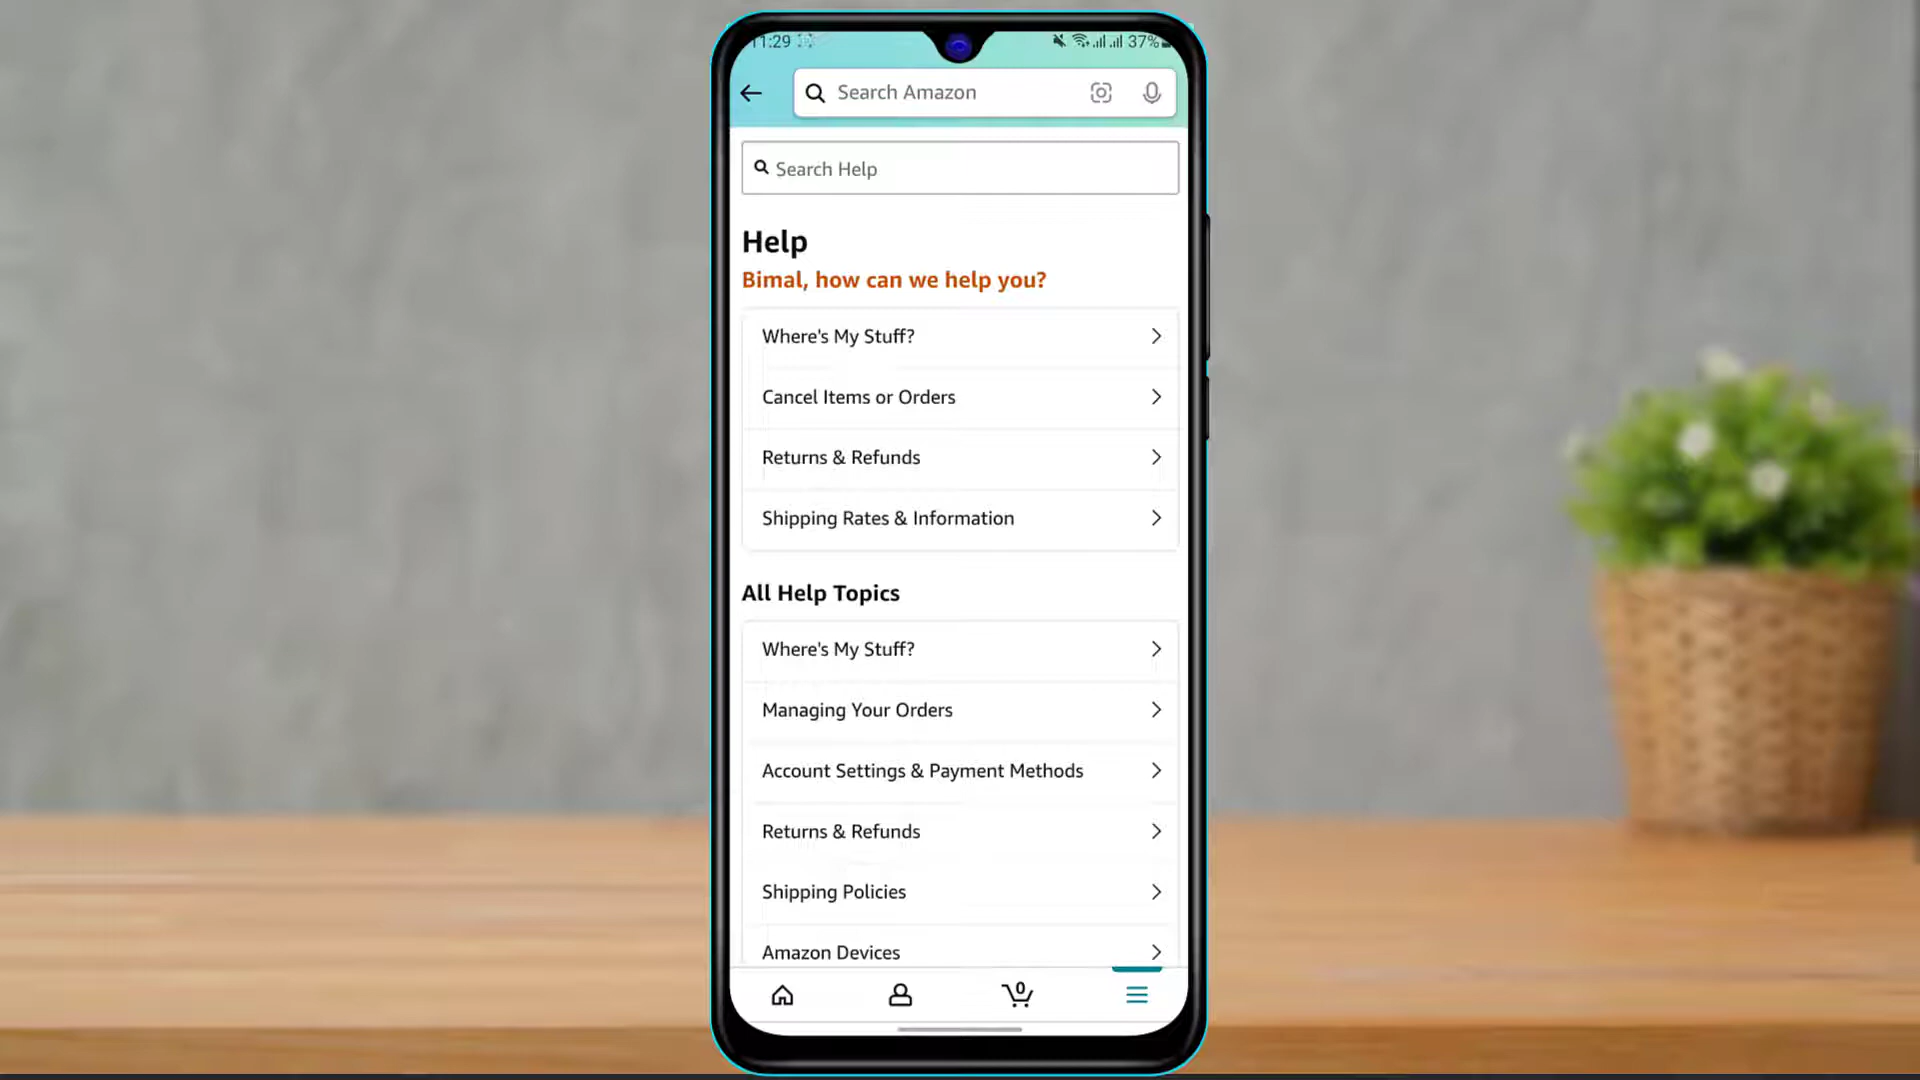 11:29
37%
Search Amazon
Search Help
Help
Bimal, how can we help you?
Where's My Stuff?
Cancel Items or Orders
Returns & Refunds
Shipping Rates & Information
All Help Topics
Where's My Stuff?
Managing Your Orders
Account Settings & Payment Methods
Returns & Refunds
Shipping Policies
Amazon Devices
0